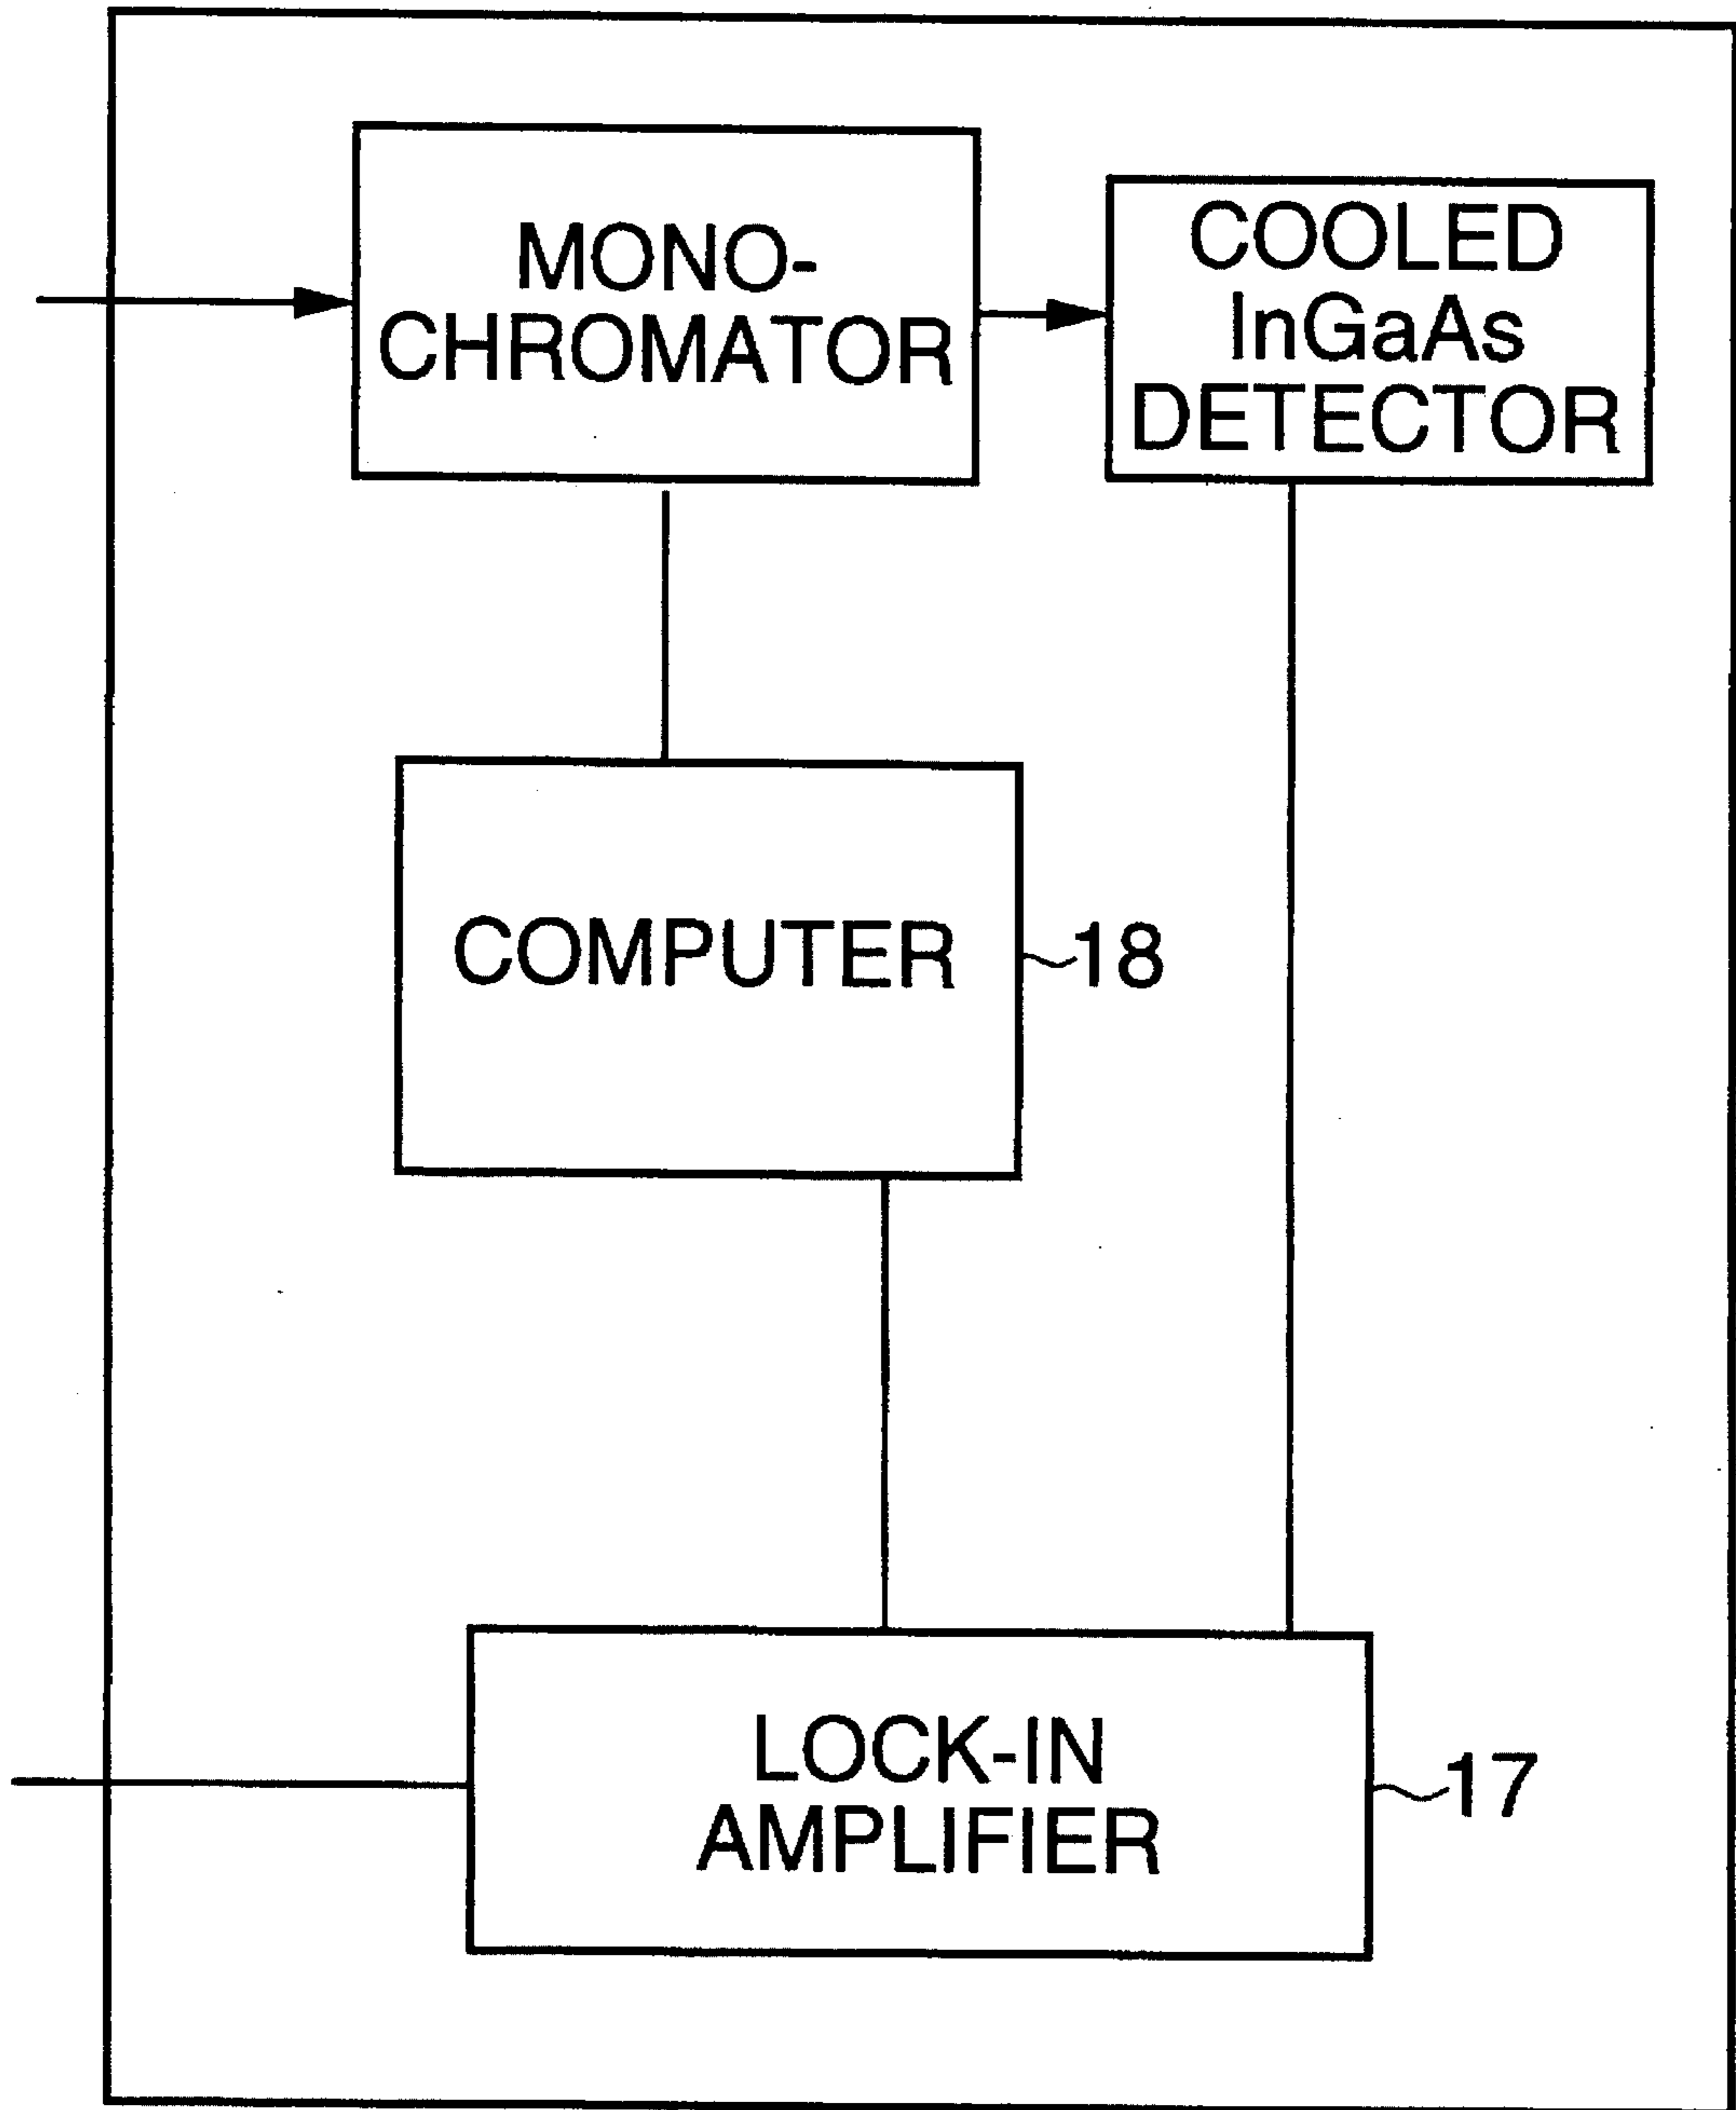 MONO-
CHROMATOR
COOLED
InGaAs
DETECTOR
COMPUTER
18
LOCK-IN
AMPLIFIER
17